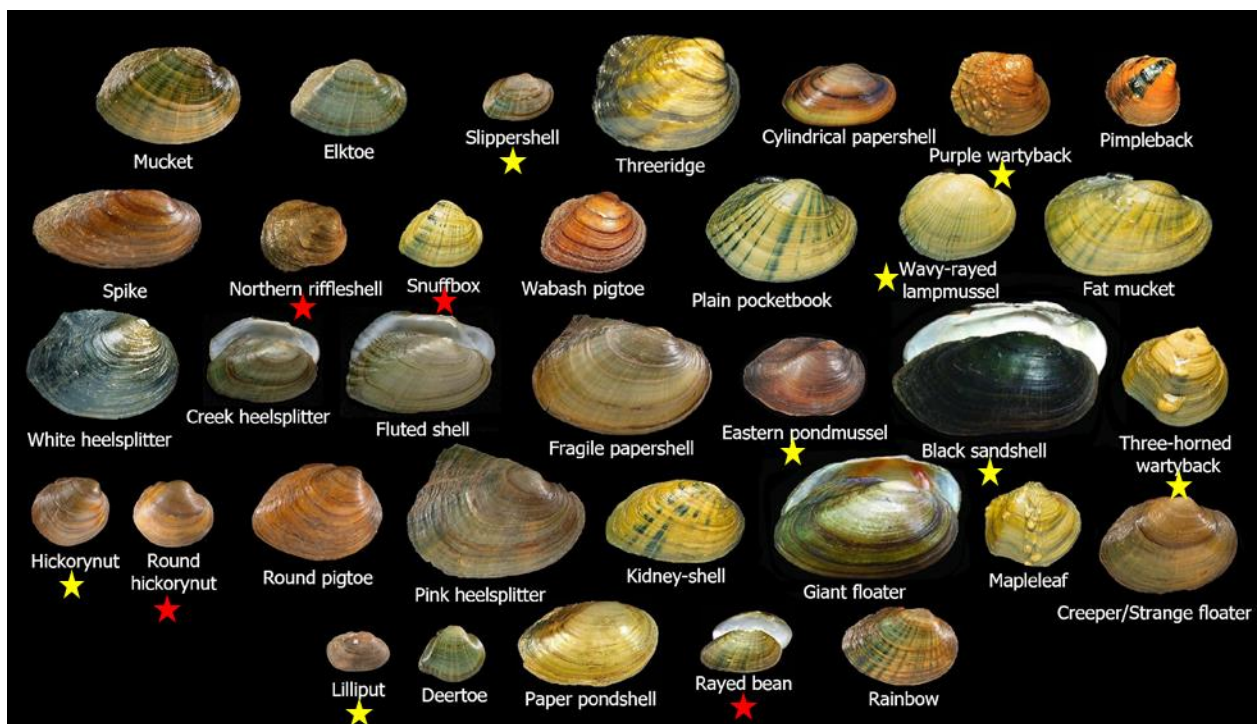 Mucket
Elktoe
Slippershell
Threeridge
Cylindrical papershell
Purple wartyback
Pimpleback
Spike
Northern riffleshell
Snuffbox
Wabash pigtoe
Plain pocketbook
Wavy-rayed
lampmussel
Fat mucket
White heelsplitter
Creek heelsplitter
Fluted shell
Fragile papershell
Eastern pondmussel
Black sandshell
Three-horned
wartyback
Hickorynut
Round
hickorynut
Round pigtoe
Pink heelsplitter
Kidney-shell
Giant floater
Mapleleaf
Creeper/Strange floater
Lilliput
Deertoe
Paper pondshell
Rayed bean
Rainbow